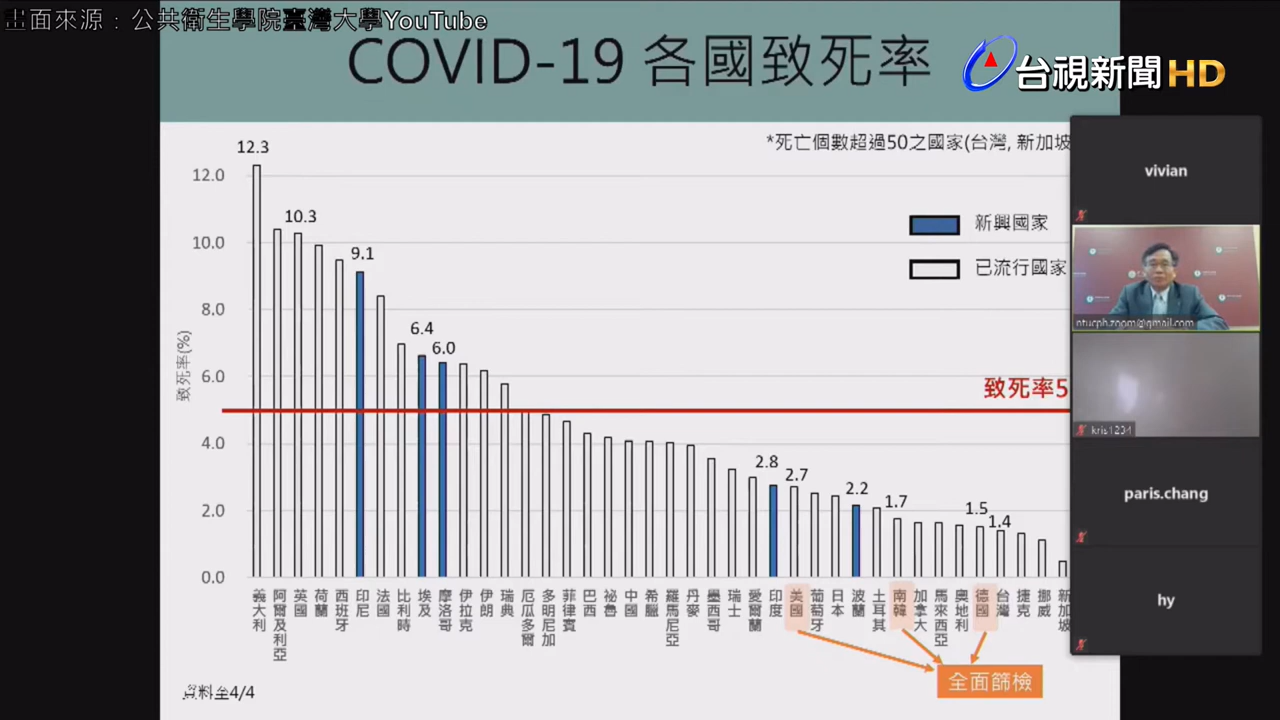 畫面來源：公共衛生學院臺灣大學YouTube
COVID-19 各國致死率
台視新聞HD
*死亡個數超過50之國家(台灣, 新加坡
12.3
12.0
10.3
10.0
9.1
8.0
6.4
6.0
6.0
4.0
2.8
2.7
2.2
2.0
1.7
1.5
1.4
0.0
致死率(%)
新興國家
已流行國家
致死率5
義大利
阿爾及利亞
英國
荷蘭
西班牙
印尼
法國
比利時
埃及
摩洛哥
伊拉克
伊朗
瑞典
厄瓜多爾
多明尼加
菲律賓
巴西
祕魯
中國
希臘
羅馬尼亞
丹麥
墨西哥
瑞士
愛爾蘭
印度
美國
葡萄牙
日本
波蘭
土耳其
南韓
加拿大
馬來西亞
奧地利
德國
台灣
捷克
挪威
新加坡
全面篩檢
資料至4/4
vivian
ntucph.zoom@gmail.com
kris1234
paris.chang
hy